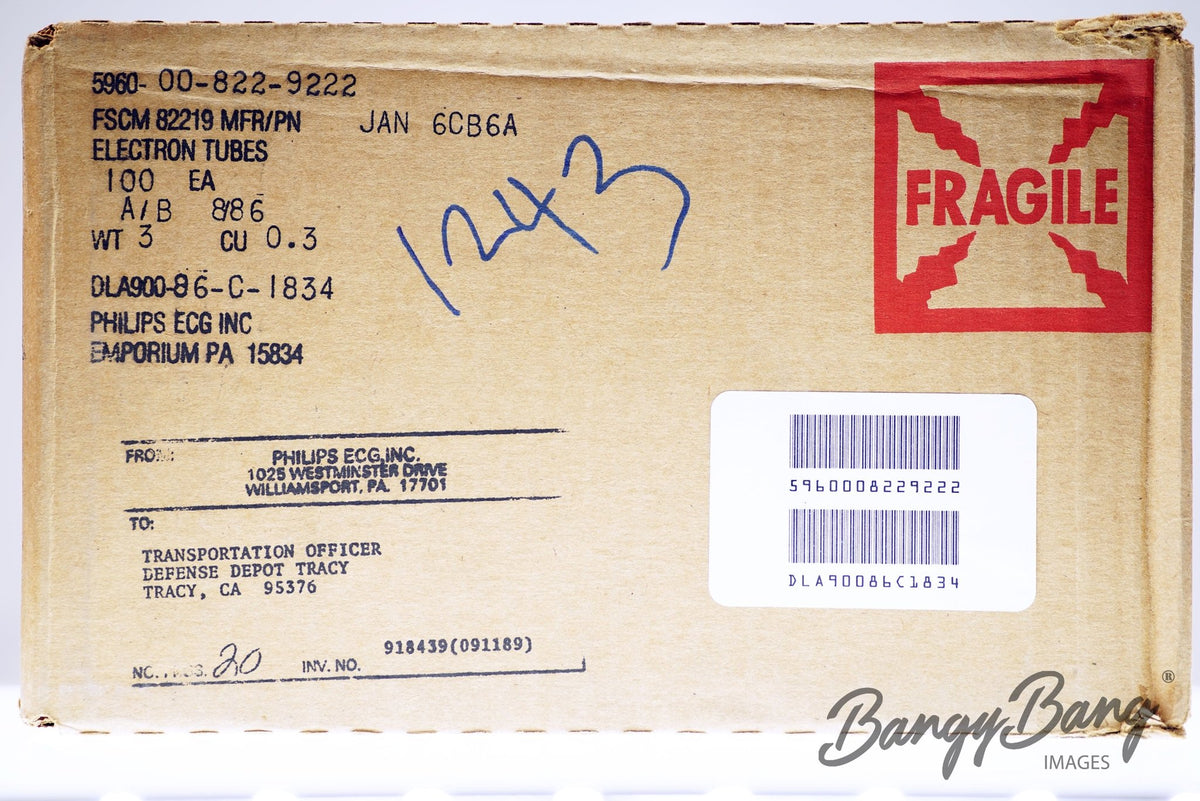 5960-00-822-9222
FSCM 82219 MFR/PN JAN 6CB6A
ELECTRON TUBES
100 EA
A/B 8/86
WT 3 CU 0.3
DLA900-86-C-1834
PHILIPS ECG INC
EMPORIUM PA 15834
1243
FRAGILE
FROM:
PHILIPS ECG, INC.
1025 WESTMINSTER DRIVE
WILLIAMSPORT, PA. 17701
TO:
TRANSPORTATION OFFICER
DEFENSE DEPOT TRACY
TRACY, CA 95376
20 INV. NO. 918439(091189)
5960008229222
DLA90086C1834
BangyBang ®
IMAGES